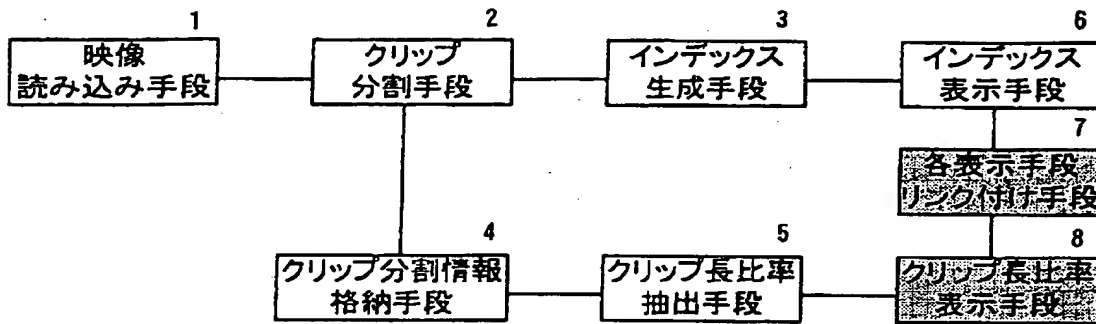 1
映像
読み込み手段
2
クリップ
分割手段
3
インデックス
生成手段
6
インデックス
表示手段
7
各表示手段
リンク付け手段
4
クリップ分割情報
格納手段
5
クリップ長比率
抽出手段
8
クリップ長比率
表示手段